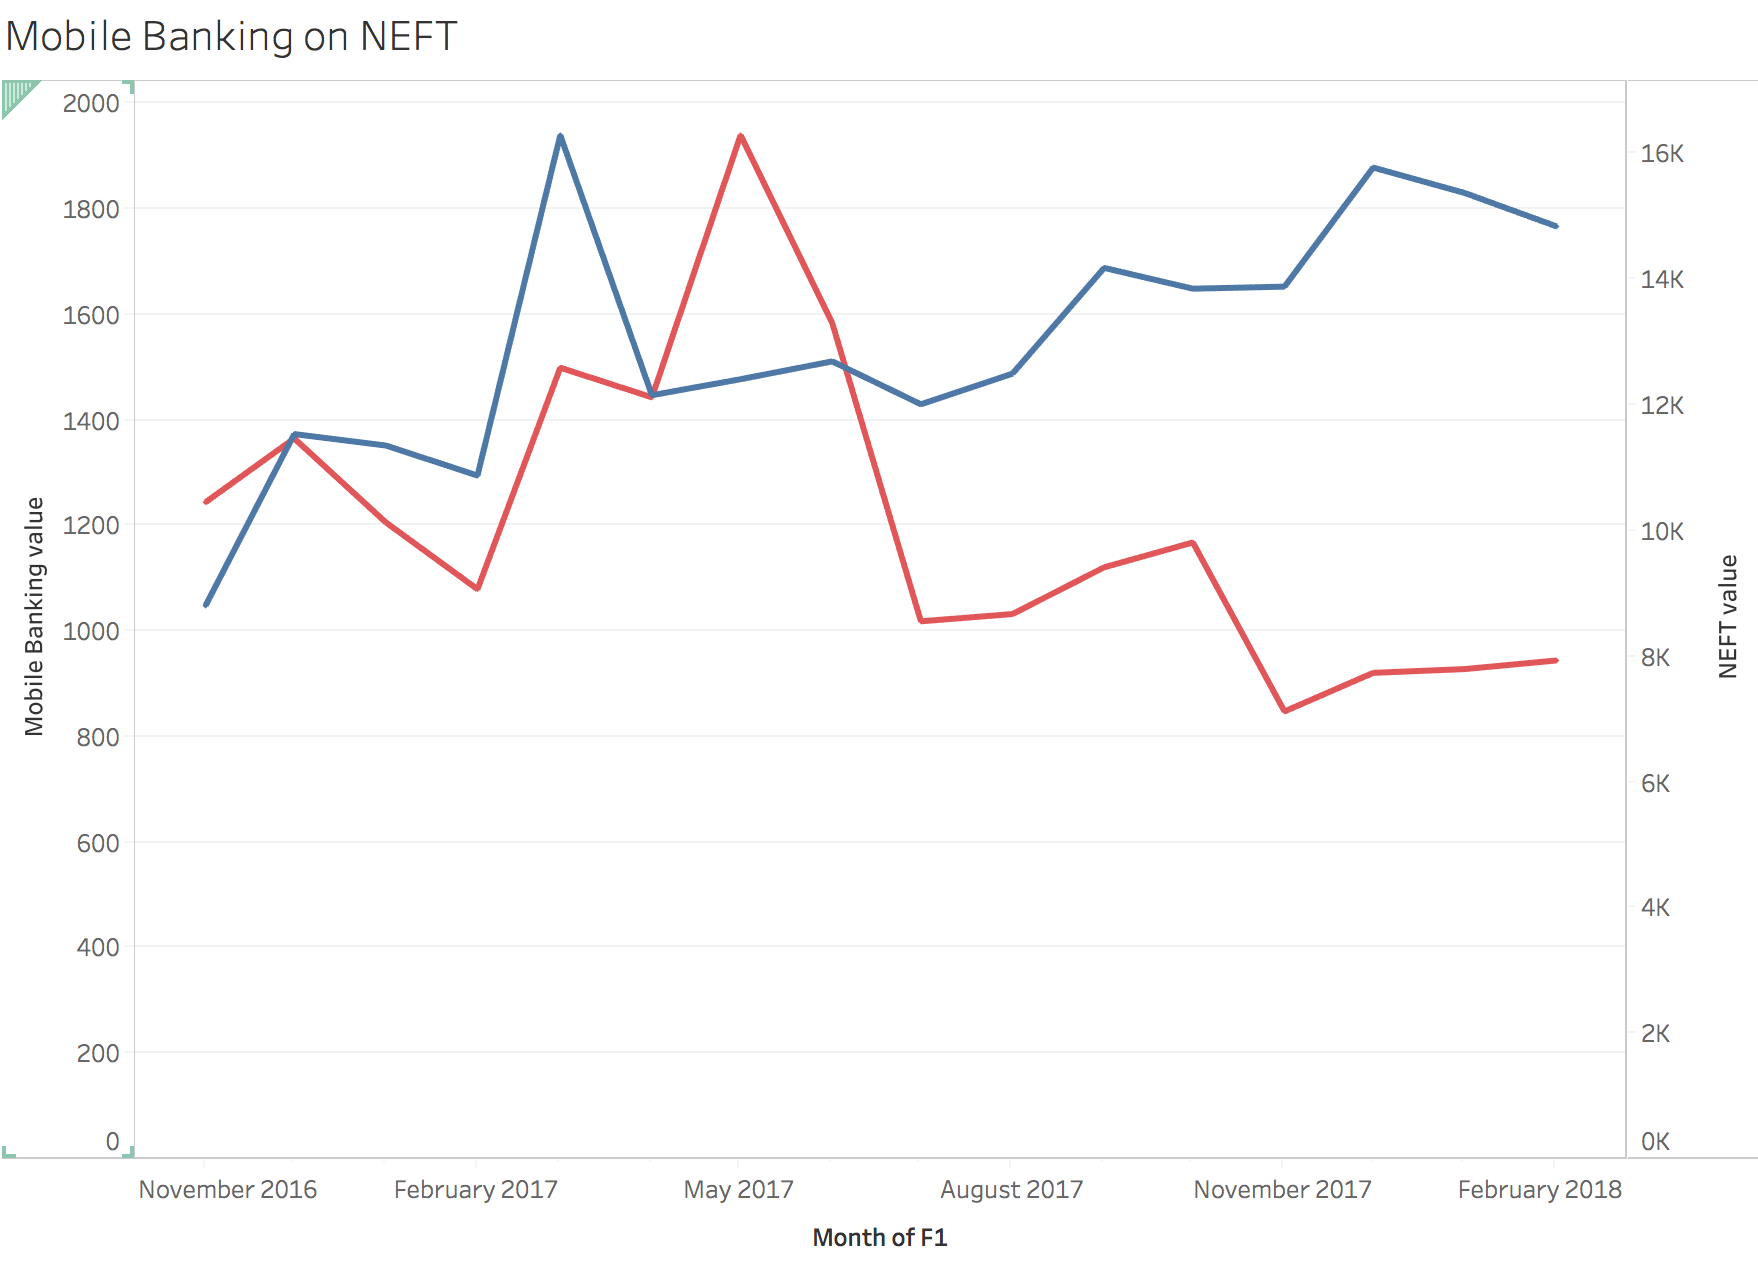 Mobile Banking on NEFT
2000
1800
1600
1400
1200
1000
800
600
400
200
0
Mobile Banking value
16K
14K
12K
10K
8K
6K
4K
2K
0K
NEFT value
November 2016
February 2017
May 2017
August 2017
November 2017
February 2018
Month of F1